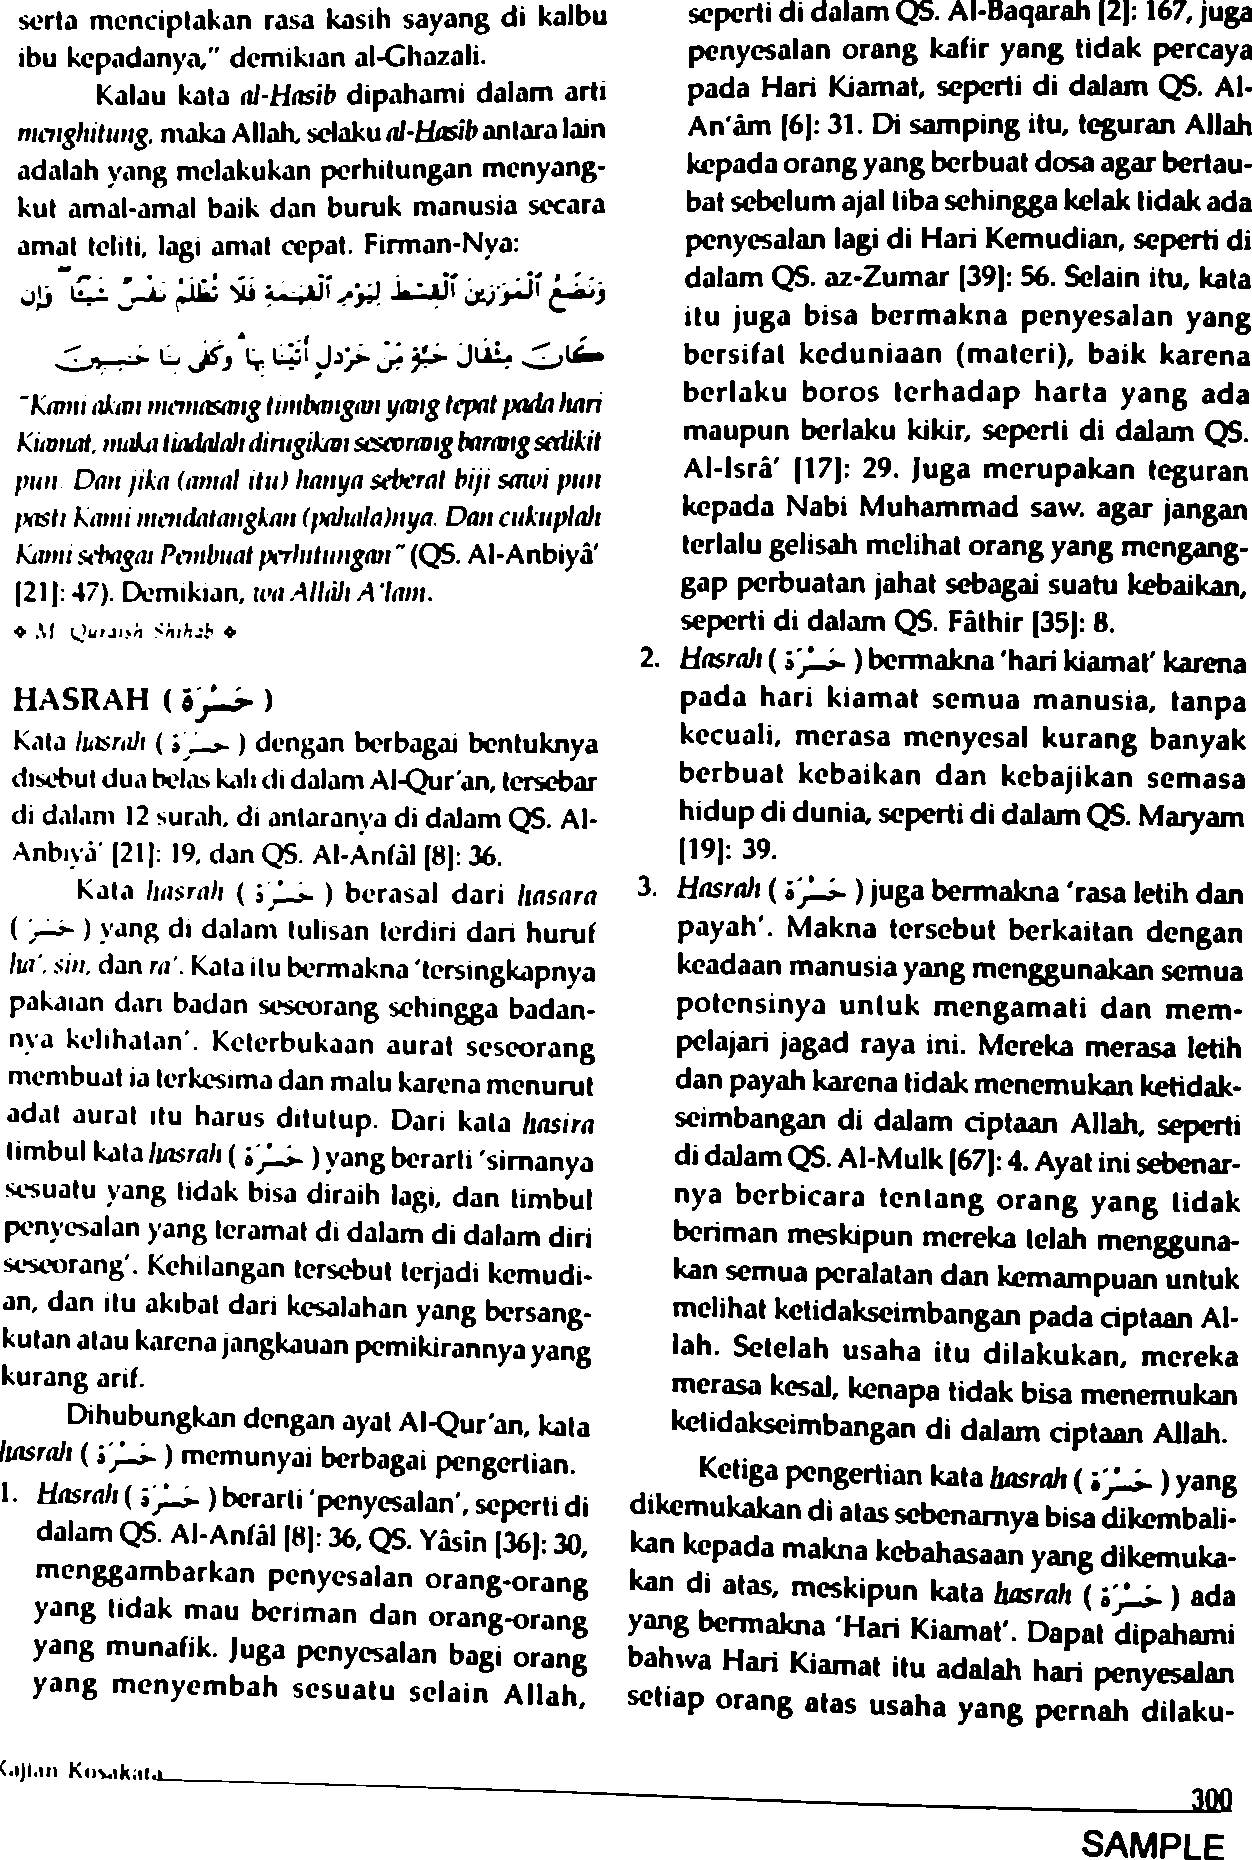 serta menciptakan rasa kasih sayang di kalbu
ibu kepadanya," demikian al-Ghazali.
Kalau kata al-Hasib dipahami dalam arti
menghitung, maka Allah, selaku al-Hasib antara lain
adalah yang melakukan perhitungan menyang-
kut amal-amal baik dan buruk manusia secara
amat teliti, lagi amat cepat. Firman-Nya:
وَنَضَعُ ٱلْمَوَٰزِينَ ٱلْقِسْطَ لِيَوْمِ ٱلْقِيَٰمَةِ فَلَا تُظْلَمُ نَفْسٌ شَيْـًٔا ۖ وَإِن
كَانَ مِثْقَالَ حَبَّةٍ مِّنْ خَرْدَلٍ أَتَيْنَا بِهَا ۗ وَكَفَىٰ بِنَا حَٰسِبِينَ
"Kami akan memasang timbangan yang tepat pada hari
Kiamat, maka tiadalah dirugikan seseorang barang sedikit
pun. Dan jika (amal itu) hanya seberat biji sawi pun
pasti Kami mendatangkan (pahala)nya. Dan cukuplah
Kami sebagai Pembuat perhitungan" (QS. Al-Anbiyâ'
[21]: 47). Demikian, wa Allâh A'lam.
❖ M. Quraish Shihab ❖
HASRAH ( حَسْرَة )
Kata hasrah ( حَسْرَة ) dengan berbagai bentuknya
disebut dua belas kali di dalam Al-Qur'an, tersebar
di dalam 12 surah, di antaranya di dalam QS. Al-
Anbiyâ' [21]: 19, dan QS. Al-Anfâl [8]: 36.
Kata hasrah ( حَسْرَة ) berasal dari hasara
( حَسَرَ ) yang di dalam tulisan terdiri dari huruf
ha', sin, dan ra'. Kata itu bermakna 'tersingkapnya
pakaian dari badan seseorang sehingga badan-
nya kelihatan'. Keterbukaan aurat seseorang
membuat ia terkesima dan malu karena menurut
adat aurat itu harus ditutup. Dari kata hasira
timbul kata hasrah ( حَسْرَة ) yang berarti 'sirnanya
sesuatu yang tidak bisa diraih lagi, dan timbul
penyesalan yang teramat di dalam di dalam diri
seseorang'. Kehilangan tersebut terjadi kemudi-
an, dan itu akibat dari kesalahan yang bersang-
kutan atau karena jangkauan pemikirannya yang
kurang arif.
Dihubungkan dengan ayat Al-Qur'an, kata
hasrah ( حَسْرَة ) memunyai berbagai pengertian.
1. Hasrah ( حَسْرَة ) berarti 'penyesalan', seperti di
dalam QS. Al-Anfâl [8]: 36, QS. Yâsin [36]: 30,
menggambarkan penyesalan orang-orang
yang tidak mau beriman dan orang-orang
yang munafik. Juga penyesalan bagi orang
yang menyembah sesuatu selain Allah,
seperti di dalam QS. Al-Baqarah [2]: 167, juga
penyesalan orang kafir yang tidak percaya
pada Hari Kiamat, seperti di dalam QS. Al-
An'âm [6]: 31. Di samping itu, teguran Allah
kepada orang yang berbuat dosa agar bertau-
bat sebelum ajal tiba sehingga kelak tidak ada
penyesalan lagi di Hari Kemudian, seperti di
dalam QS. az-Zumar [39]: 56. Selain itu, kata
itu juga bisa bermakna penyesalan yang
bersifat keduniaan (materi), baik karena
berlaku boros terhadap harta yang ada
maupun berlaku kikir, seperti di dalam QS.
Al-Isrâ' [17]: 29. Juga merupakan teguran
kepada Nabi Muhammad saw. agar jangan
terlalu gelisah melihat orang yang mengang-
gap perbuatan jahat sebagai suatu kebaikan,
seperti di dalam QS. Fâthir [35]: 8.
2. Hasrah ( حَسْرَة ) bermakna 'hari kiamat' karena
pada hari kiamat semua manusia, tanpa
kecuali, merasa menyesal kurang banyak
berbuat kebaikan dan kebajikan semasa
hidup di dunia, seperti di dalam QS. Maryam
[19]: 39.
3. Hasrah ( حَسْرَة ) juga bermakna 'rasa letih dan
payah'. Makna tersebut berkaitan dengan
keadaan manusia yang menggunakan semua
potensinya untuk mengamati dan mem-
pelajari jagad raya ini. Mereka merasa letih
dan payah karena tidak menemukan ketidak-
seimbangan di dalam ciptaan Allah, seperti
di dalam QS. Al-Mulk [67]: 4. Ayat ini sebenar-
nya berbicara tentang orang yang tidak
beriman meskipun mereka telah mengguna-
kan semua peralatan dan kemampuan untuk
melihat ketidakseimbangan pada ciptaan Al-
lah. Setelah usaha itu dilakukan, mereka
merasa kesal, kenapa tidak bisa menemukan
ketidakseimbangan di dalam ciptaan Allah.
Ketiga pengertian kata hasrah ( حَسْرَة ) yang
dikemukakan di atas sebenarnya bisa dikembali-
kan kepada makna kebahasaan yang dikemuka-
kan di atas, meskipun kata hasrah ( حَسْرَة ) ada
yang bermakna 'Hari Kiamat'. Dapat dipahami
bahwa Hari Kiamat itu adalah hari penyesalan
setiap orang atas usaha yang pernah dilaku-
Kajian Kosakata
300
SAMPLE